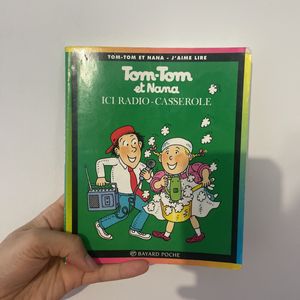 TOM-TOM ET NANA - J'AIME LIRE
Tom-Tom
et Nana
ICI RADIO-CASSEROLE
BAYARD POCHE